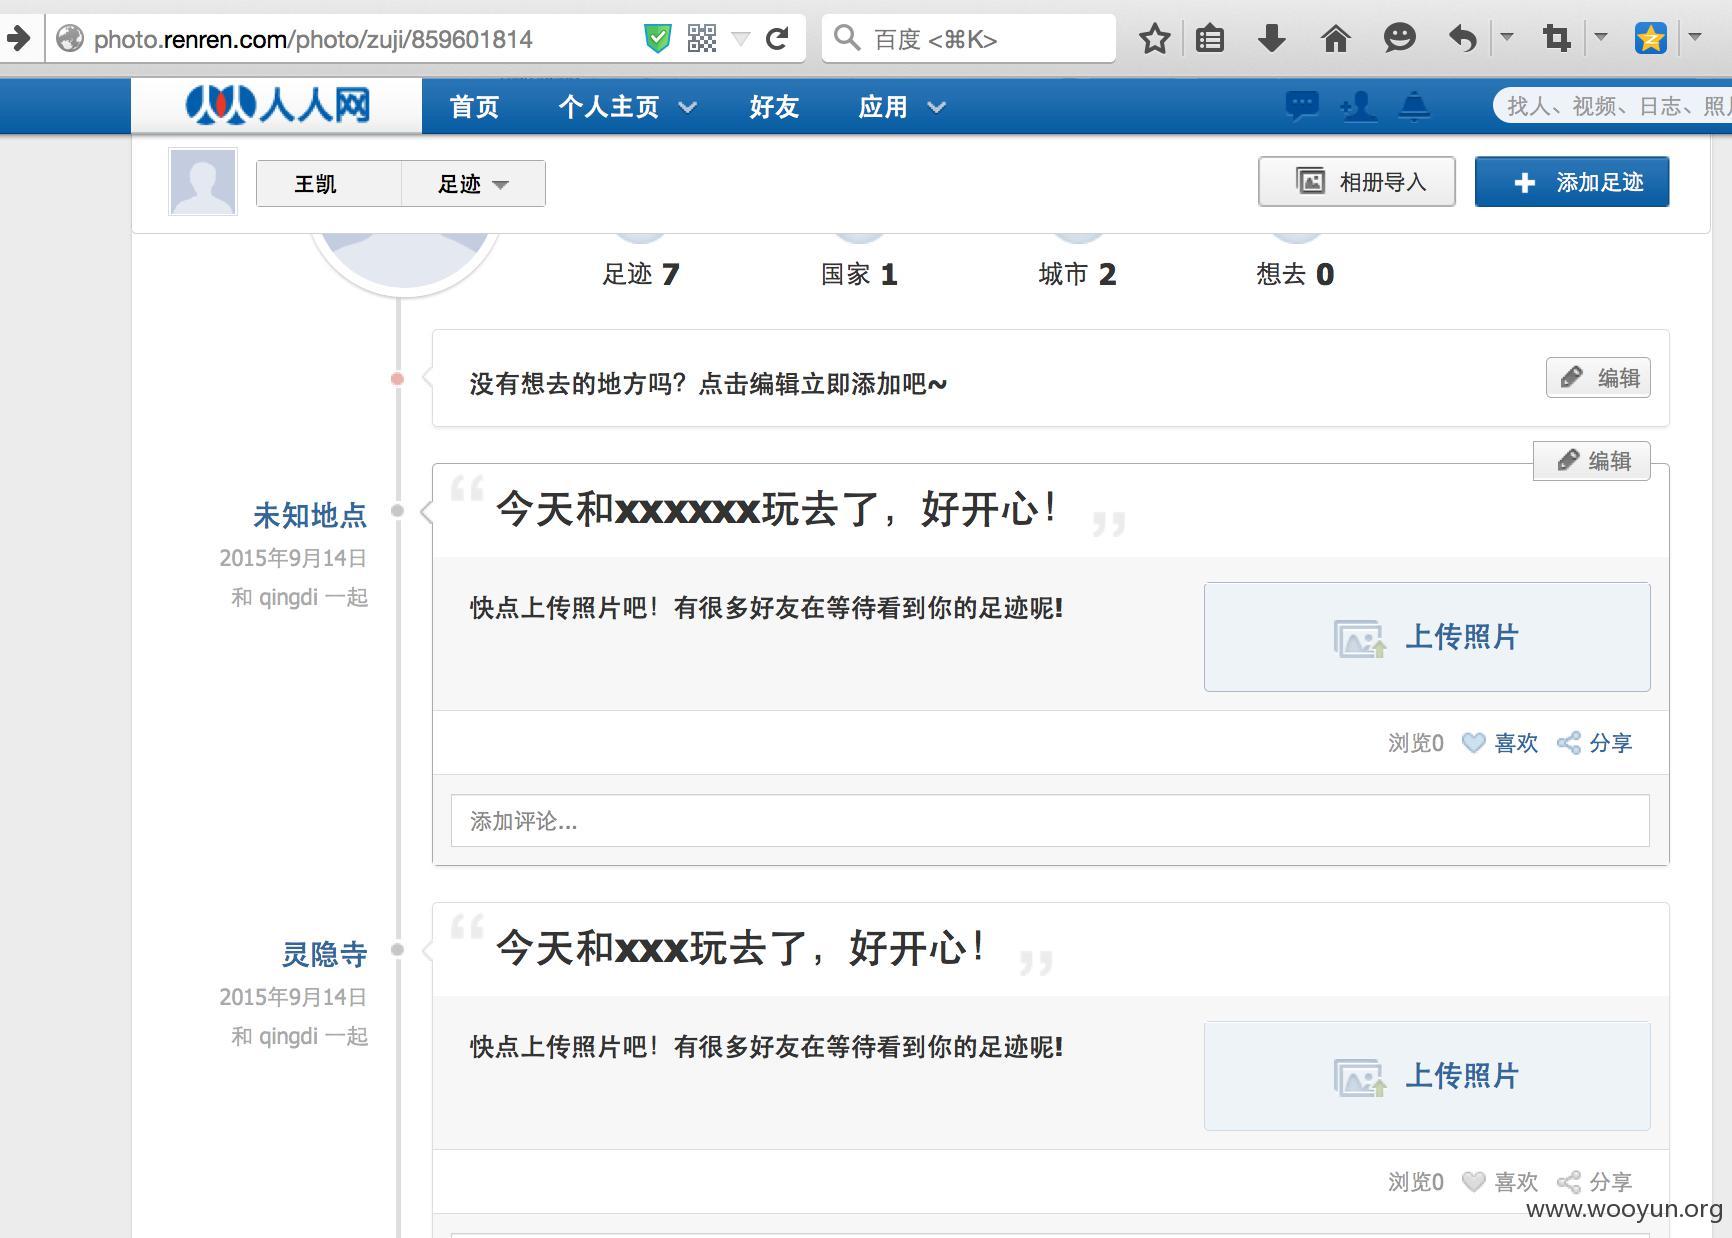 photo.renren.com/photo/zuji/859601814
百度 <⌘K>
人人网
首页
个人主页
好友
应用
找人、视频、日志、照
王凯
足迹
相册导入
添加足迹
足迹 7
国家 1
城市 2
想去 0
没有想去的地方吗？点击编辑立即添加吧~
编辑
编辑
未知地点
2015年9月14日
和 qingdi 一起
“ 今天和xxxxxx玩去了，好开心！ ”
快点上传照片吧！有很多好友在等待看到你的足迹呢!
上传照片
浏览0
喜欢
分享
添加评论...
灵隐寺
2015年9月14日
和 qingdi 一起
“ 今天和xxx玩去了，好开心！ ”
快点上传照片吧！有很多好友在等待看到你的足迹呢!
上传照片
浏览0
喜欢
分享
www.wooyun.org